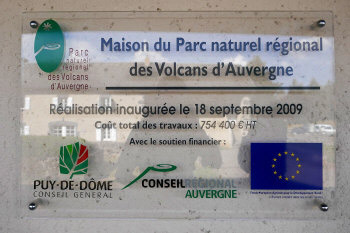 Parc
naturel
régional
des Volcans
d'Auvergne
Maison du Parc naturel régional
des Volcans d'Auvergne
Réalisation inaugurée le 18 septembre 2009
Coût total des travaux : 754 400 € HT
Avec le soutien financier :
PUY-DE-DÔME
CONSEIL GENERAL
CONSEIL RÉGIONAL
AUVERGNE